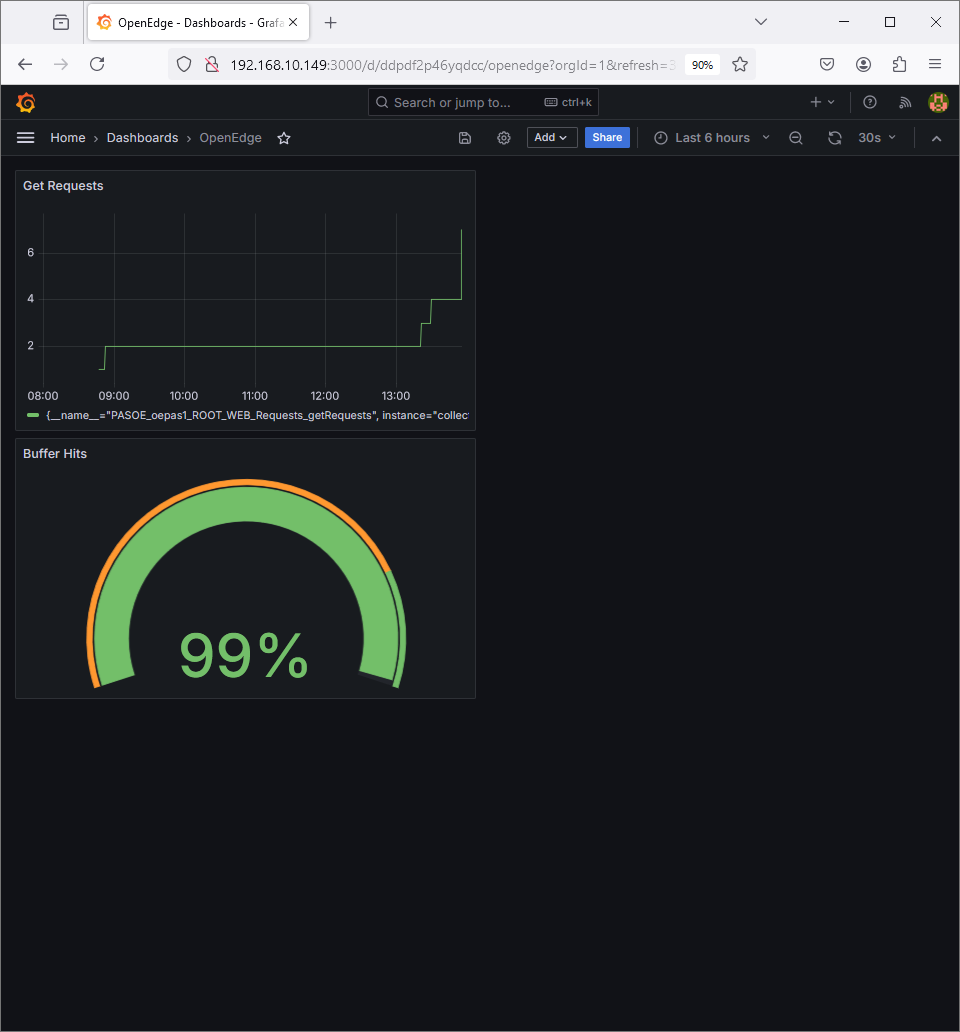 OpenEdge - Dashboards - Grafa
192.168.10.149:3000/d/ddpdf2p46yqdcc/openedge?orgId=1&refresh=3
90%
Search or jump to...
ctrl+k
Home › Dashboards › OpenEdge
Add
Share
Last 6 hours
30s
Get Requests
6
4
2
08:00 09:00 10:00 11:00 12:00 13:00
{__name__="PASOE_oepas1_ROOT_WEB_Requests_getRequests", instance="collec
Buffer Hits
99%